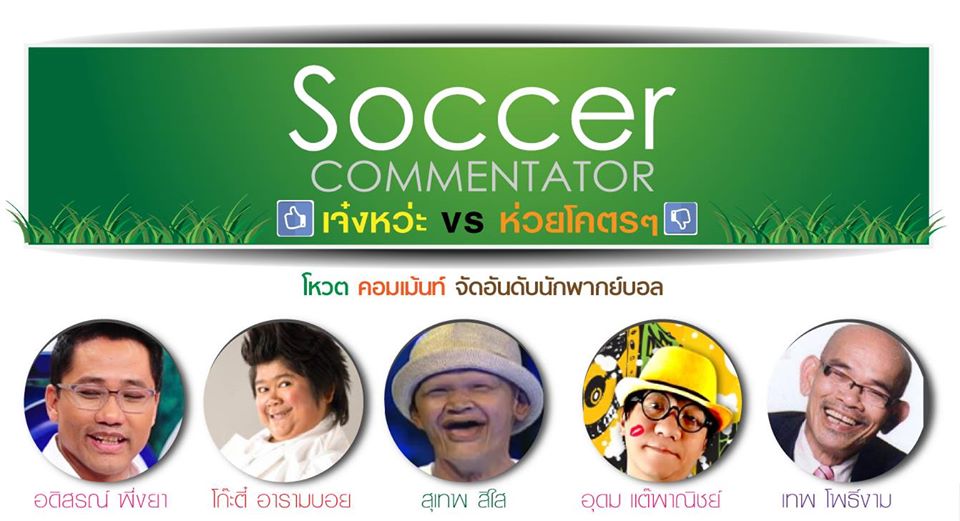 Soccer
COMMENTATOR
เจ๋งหว่ะ vs ห่วยโคตรๆ
โหวต คอมเม้นท์ จัดอันดับนักพากย์บอล
อดิสรณ์ พึ่งยา
โก๊ะตี๋ อารามบอย
สุเทพ สีใส
อุดม แต้พาณิชย์
เทพ โพธิ์งาม